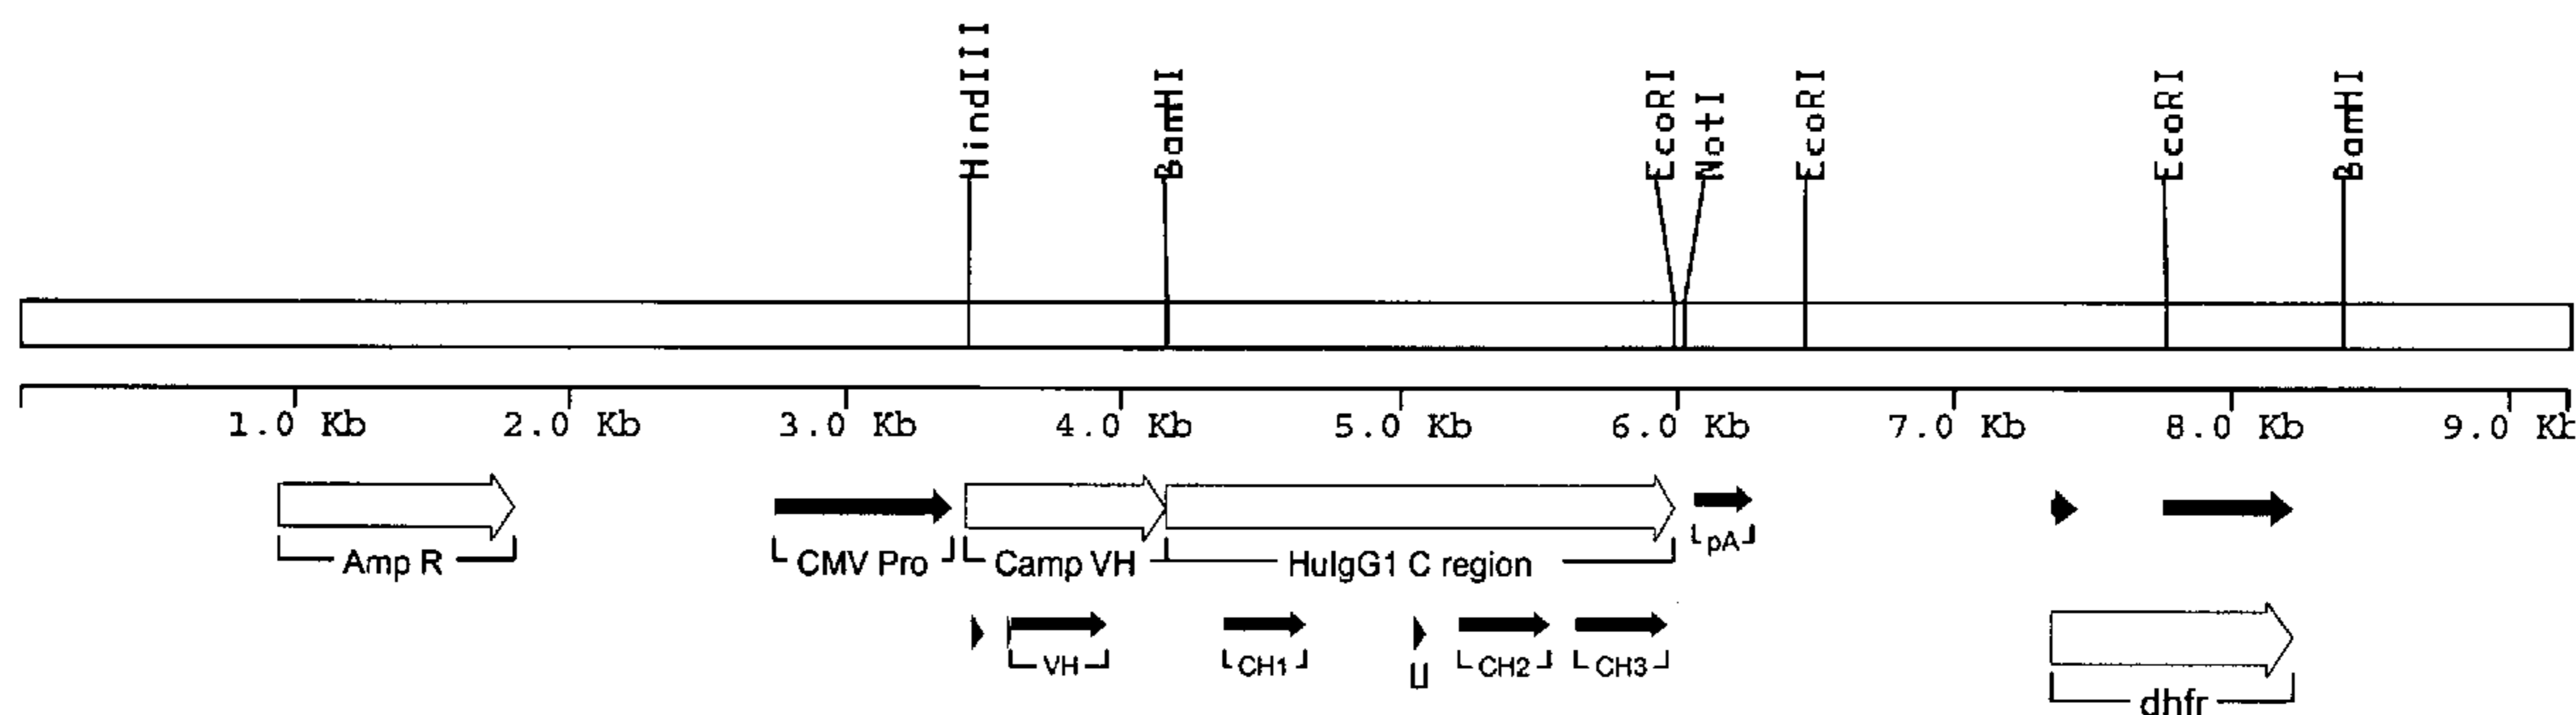 HindIII
BamHI
EcoRI
NotI
EcoRI
EcoRI
BamHI
1.0 Kb 2.0 Kb 3.0 Kb 4.0 Kb 5.0 Kb 6.0 Kb 7.0 Kb 8.0 Kb 9.0 Kb
Amp R CMV Pro Camp VH HuIgG1 C region pA
VH CH1 CH2 CH3
dhfr